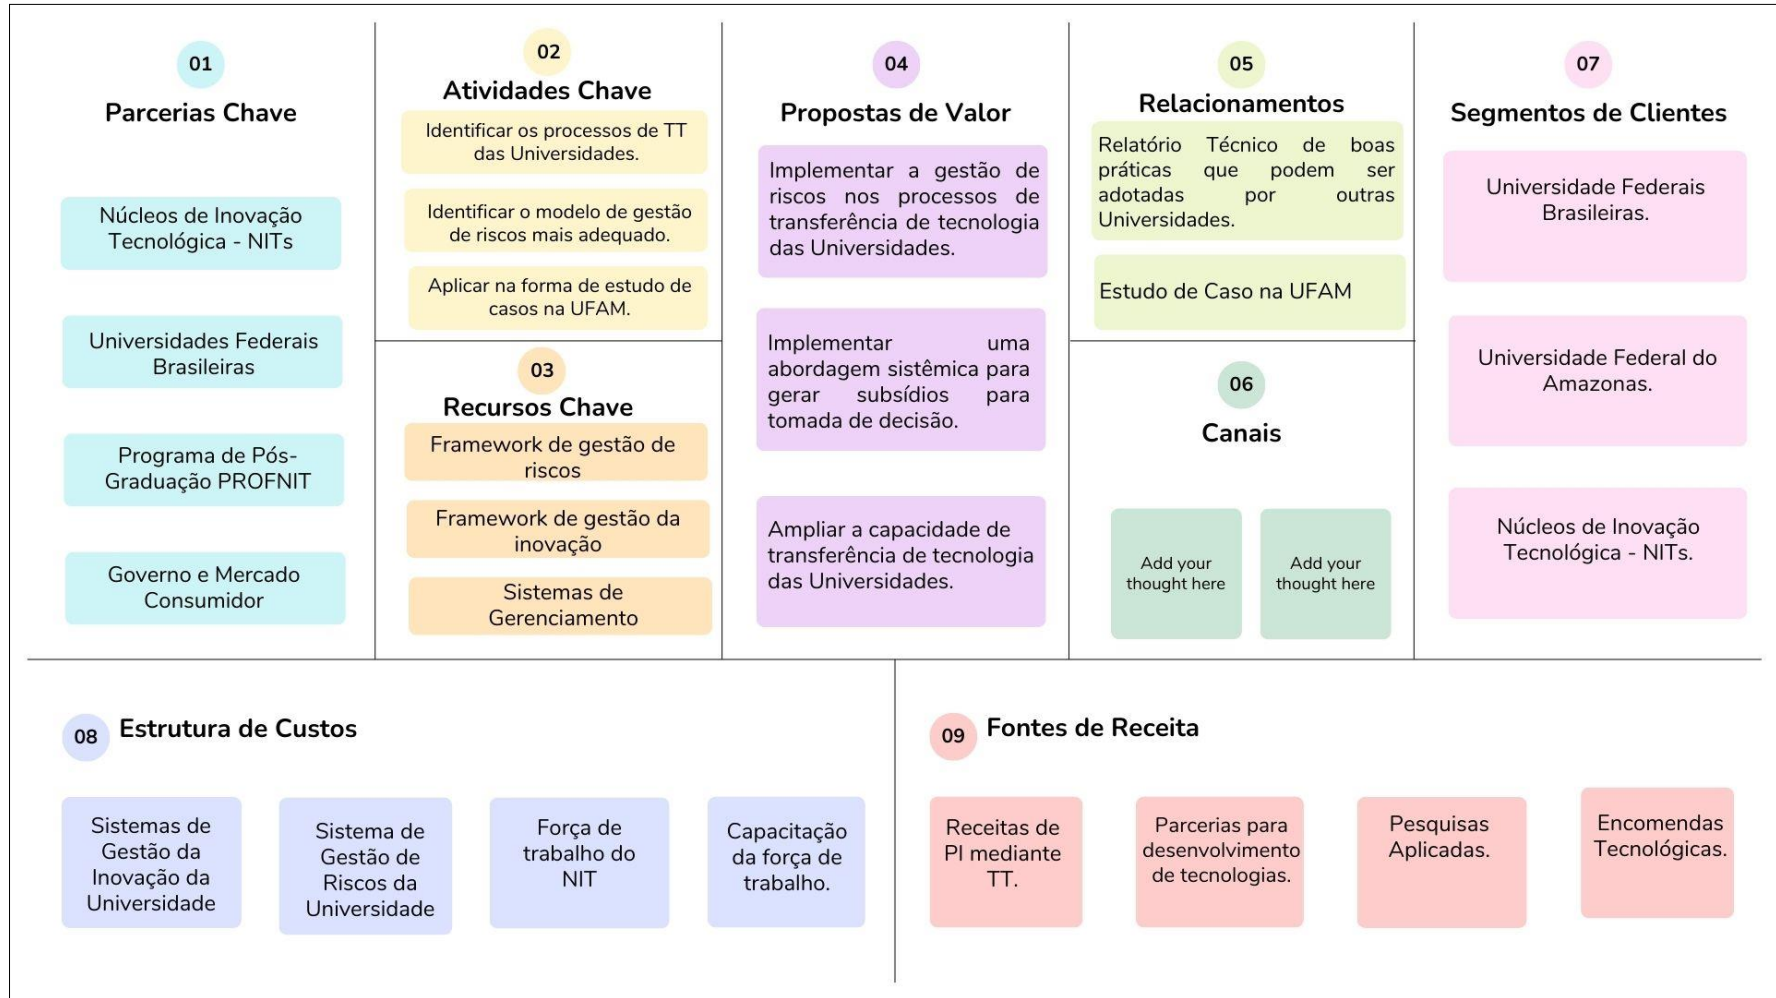 01
Parcerias Chave
Núcleos de Inovação
Tecnológica - NITs
Universidades Federais
Brasileiras
Programa de Pós-
Graduação PROFNIT
Governo e Mercado
Consumidor
02
Atividades Chave
Identificar os processos de TT
das Universidades.
Identificar o modelo de gestão
de riscos mais adequado.
Aplicar na forma de estudo de
casos na UFAM.
03
Recursos Chave
Framework de gestão de
riscos
Framework de gestão da
inovação
Sistemas de
Gerenciamento
04
Propostas de Valor
Implementar a gestão de
riscos nos processos de
transferência de tecnologia
das Universidades.
Implementar uma
abordagem sistêmica para
gerar subsídios para
tomada de decisão.
Ampliar a capacidade de
transferência de tecnologia
das Universidades.
05
Relacionamentos
Relatório Técnico de boas
práticas que podem ser
adotadas por outras
Universidades.
Estudo de Caso na UFAM
06
Canais
Add your
thought here
Add your
thought here
07
Segmentos de Clientes
Universidade Federais
Brasileiras.
Universidade Federal do
Amazonas.
Núcleos de Inovação
Tecnológica - NITs.
08
Estrutura de Custos
Sistemas de
Gestão da
Inovação da
Universidade
Sistema de
Gestão de
Riscos da
Universidade
Força de
trabalho do
NIT
Capacitação
da força de
trabalho.
09
Fontes de Receita
Receitas de
PI mediante
TT.
Parcerias para
desenvolvimento
de tecnologias.
Pesquisas
Aplicadas.
Encomendas
Tecnológicas.